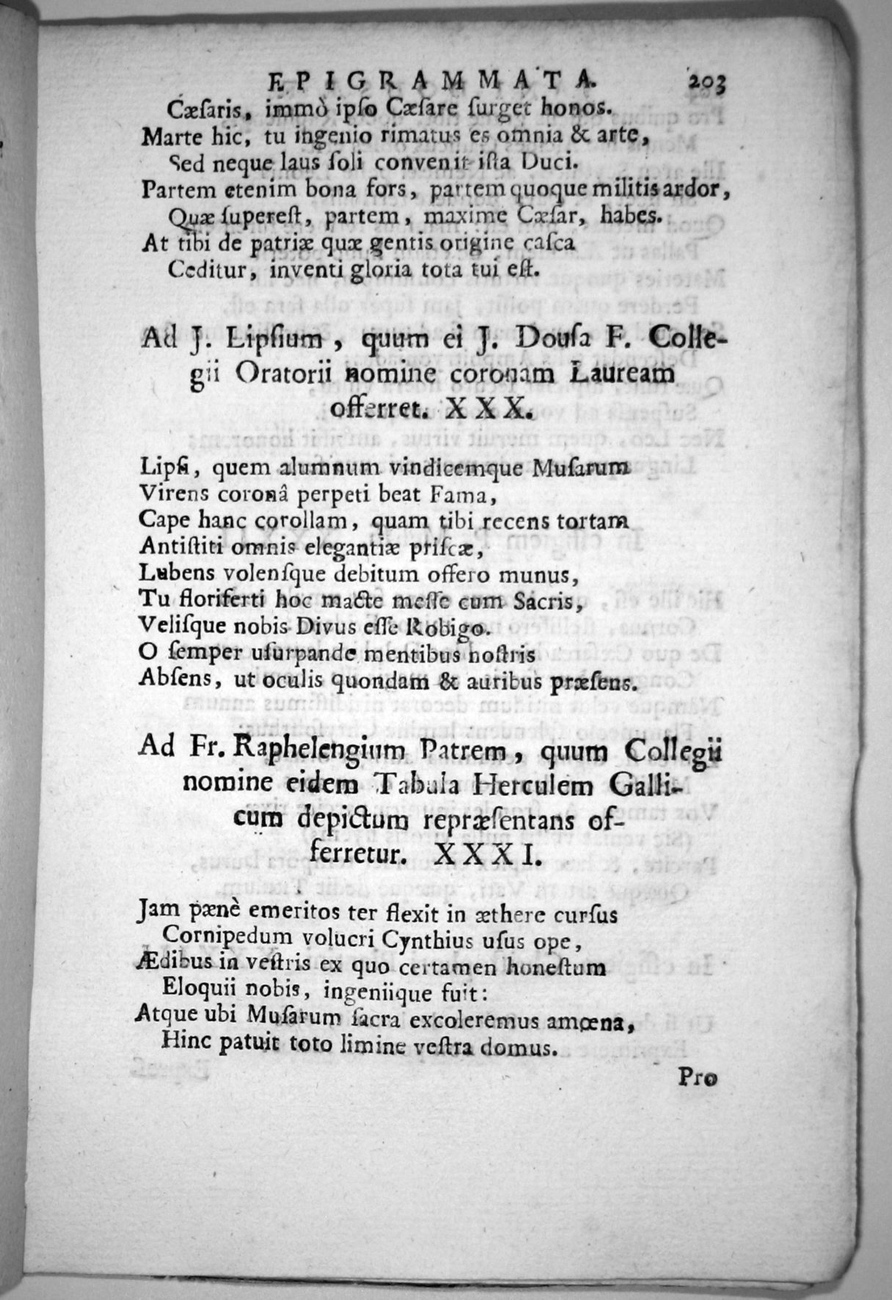 EPIGRAMMATA. 203
Cæſaris, immò ipſo Cæſare ſurget honos.
Marte hic, tu ingenio rimatus es omnia & arte,
Sed neque laus ſoli convenit iſta Duci.
Partem etenim bona fors, partem quoque militis ardor,
Quæ ſupereſt, partem, maxime Cæſar, habes.
At tibi de patriæ quæ gentis origine caſca
Ceditur, inventi gloria tota tui eſt.
Ad J. Lipſium, quum ei J. Douſa F. Colle-
gii Oratorii nomine coronam Lauream
offerret. XXX.
Lipſi, quem alumnum vindicemque Muſarum
Virens coronâ perpeti beat Fama,
Cape hanc corollam, quam tibi recens tortam
Antiſtiti omnis elegantiæ priſcæ,
Lubens volenſque debitum offero munus,
Tu floriferti hoc macte meſſe cum Sacris,
Veliſque nobis Divus eſſe Robigo.
O ſemper uſurpande mentibus noſtris
Abſens, ut oculis quondam & auribus præſens.
Ad Fr. Raphelengium Patrem, quum Collegii
nomine eidem Tabula Herculem Galli-
cum depictum repræſentans of-
ferretur. XXXI.
Jam pænè emeritos ter flexit in æthere curſus
Cornipedum volucri Cynthius uſus ope,
Ædibus in veſtris ex quo certamen honeſtum
Eloquii nobis, ingeniique fuit:
Atque ubi Muſarum ſacra excoleremus amœna,
Hinc patuit toto limine veſtra domus.
Pro